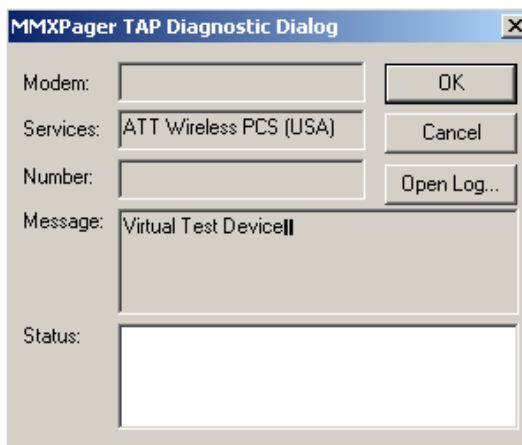 MMXPager TAP Diagnostic Dialog
Modem:
OK
Services: ATT Wireless PCS (USA)
Cancel
Number:
Open Log...
Message: Virtual Test Device
Status: